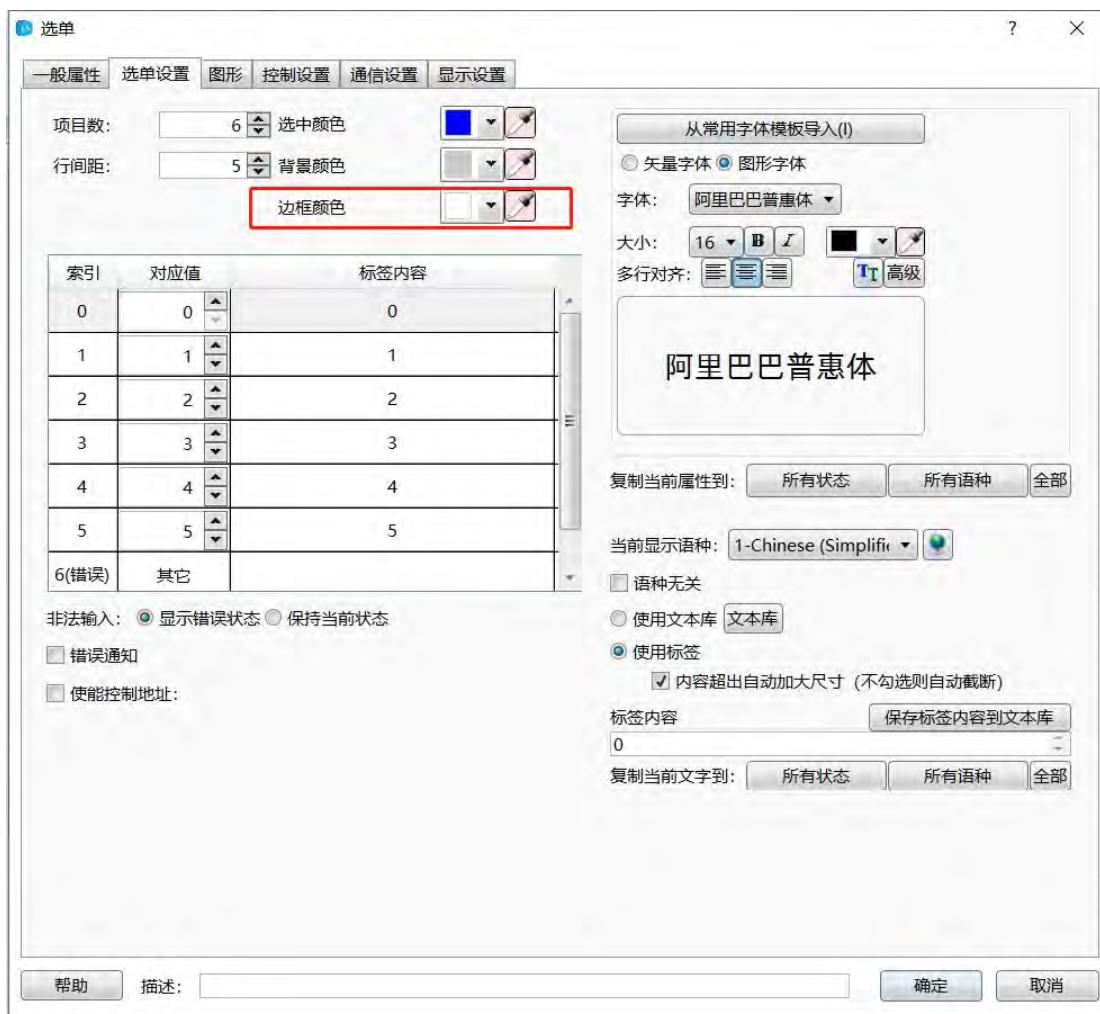 选单
一般属性 选单设置 图形 控制设置 通信设置 显示设置
项目数: 6 选中颜色
行间距: 5 背景颜色
边框颜色
索引 对应值 标签内容
0 0 0
1 1 1
2 2 2
3 3 3
4 4 4
5 5 5
6(错误) 其它
非法输入: 显示错误状态 保持当前状态
错误通知
使能控制地址:
从常用字体模板导入(I)
矢量字体 图形字体
字体: 阿里巴巴普惠体
大小: 16 B I
多行对齐: TT 高级
阿里巴巴普惠体
复制当前属性到: 所有状态 所有语种 全部
当前显示语种: 1-Chinese (Simplifi
语种无关
使用文本库 文本库
使用标签
内容超出自动加大尺寸 (不勾选则自动截断)
标签内容 保存标签内容到文本库
0
复制当前文字到: 所有状态 所有语种 全部
帮助 描述: 确定 取消